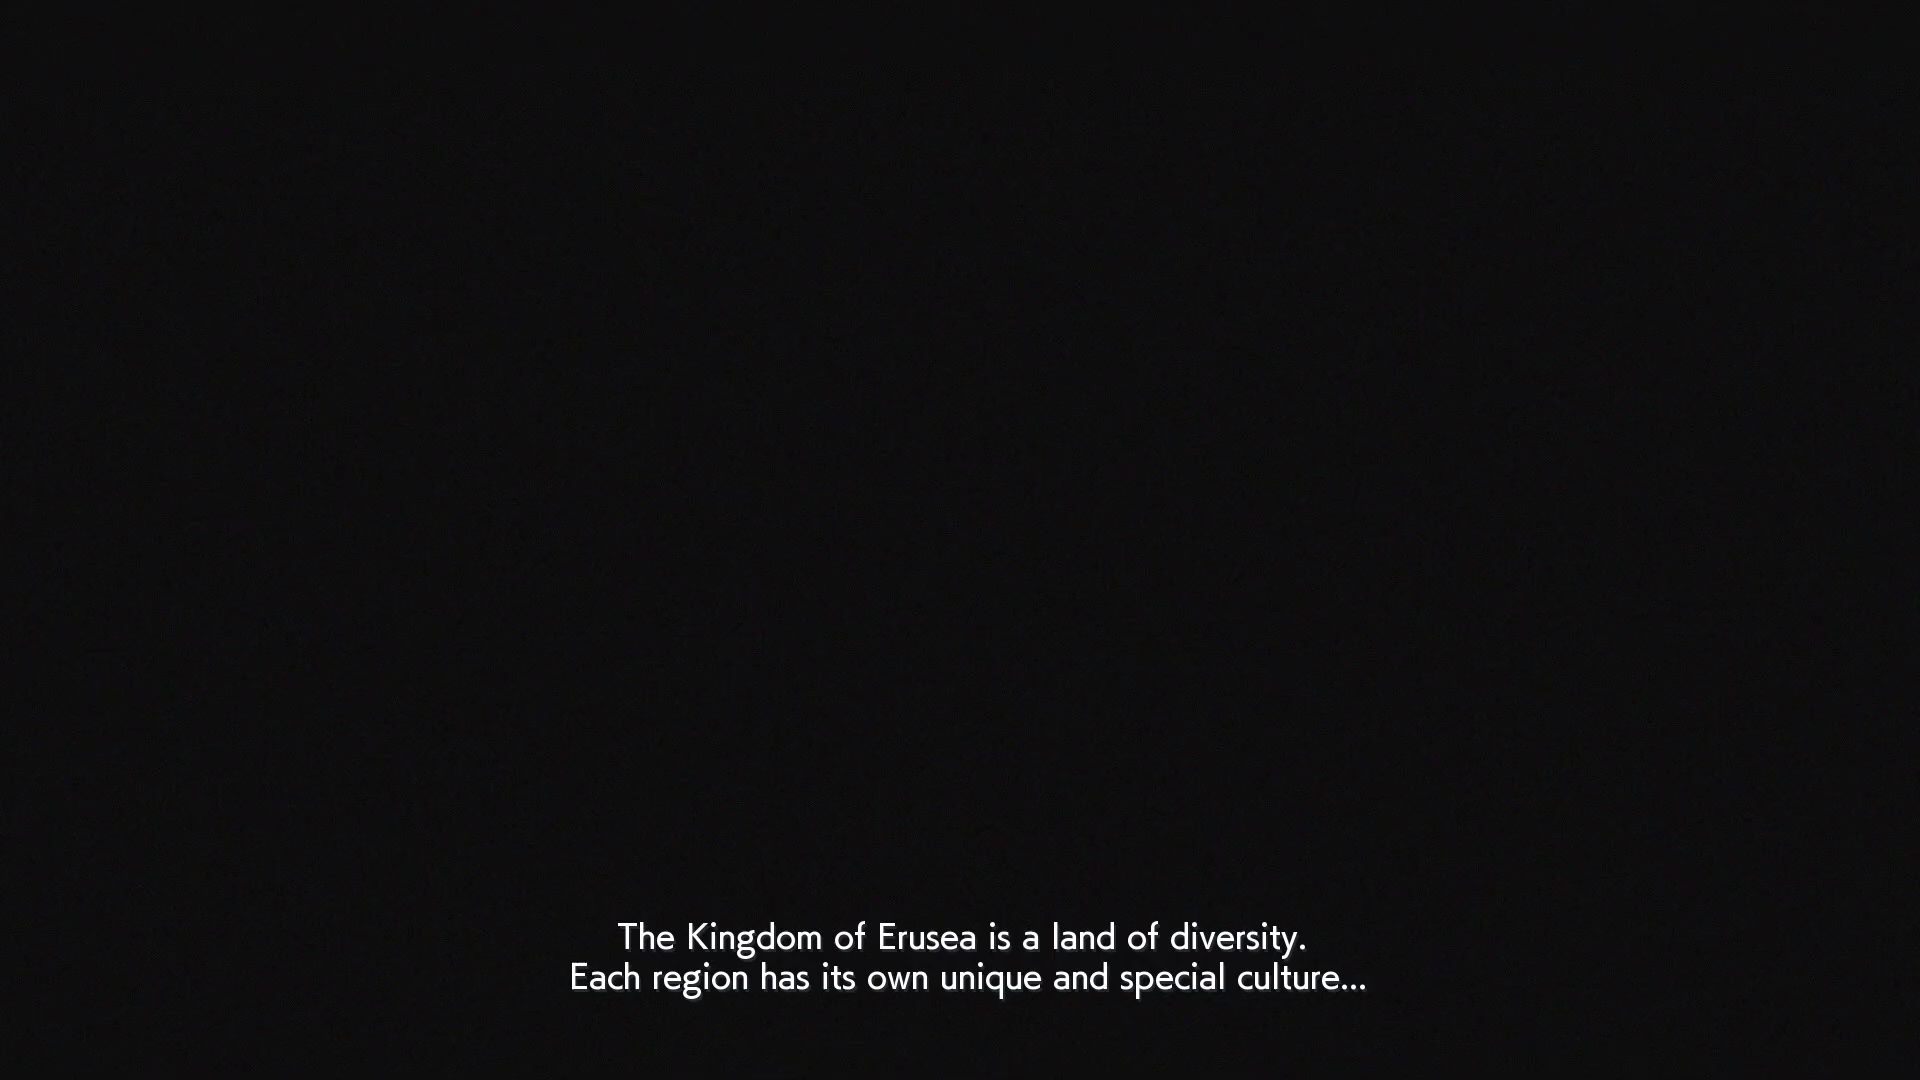 The Kingdom of Erusea is a land of diversity.
Each region has its own unique and special culture...